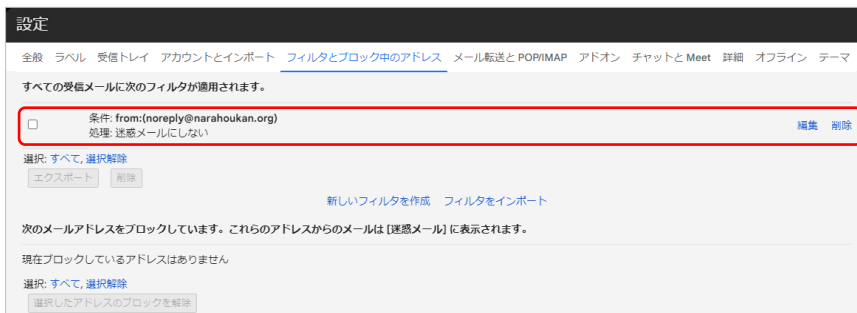 設定
全般 ラベル 受信トレイ アカウントとインポート フィルタとブロック中のアドレス メール転送と POP/IMAP アドオン チャットと Meet 詳細 オフライン テーマ
すべての受信メールに次のフィルタが適用されます。
条件: from:(noreply@narahoukan.org)
処理: 迷惑メールにしない
編集 削除
選択: すべて, 選択解除
エクスポート 削除
新しいフィルタを作成 フィルタをインポート
次のメールアドレスをブロックしています。これらのアドレスからのメールは [迷惑メール] に表示されます。
現在ブロックしているアドレスはありません
選択: すべて, 選択解除
選択したアドレスのブロックを解除